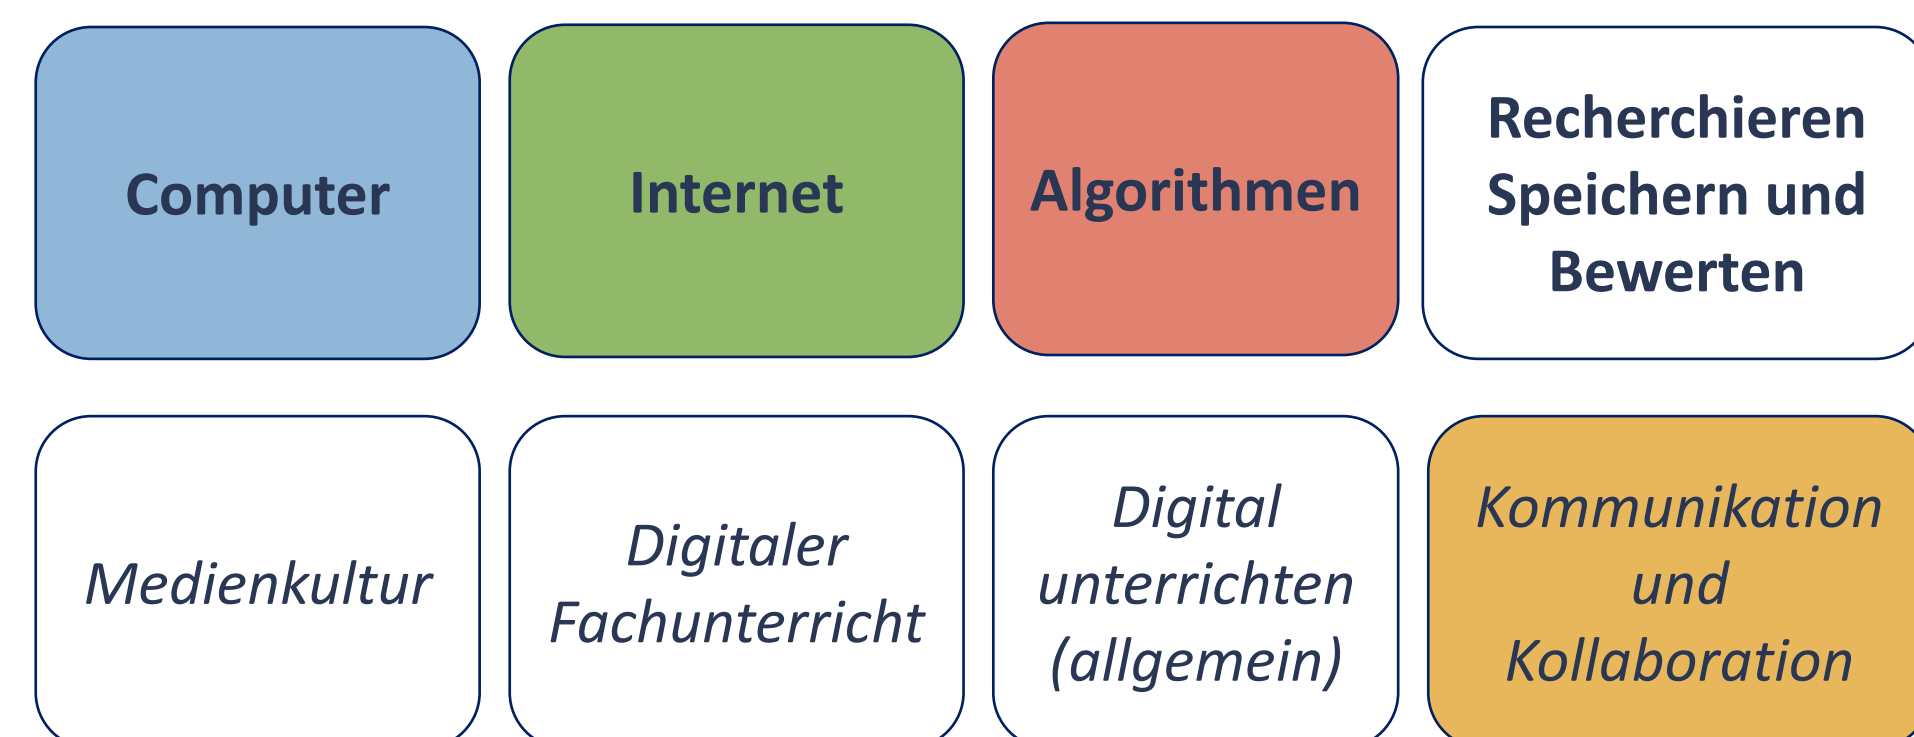 Computer
Internet
Algorithmen
Recherchieren
Speichern und
Bewerten
Medienkultur
Digitaler
Fachunterricht
Digital
unterrichten
(allgemein)
Kommunikation
und
Kollaboration